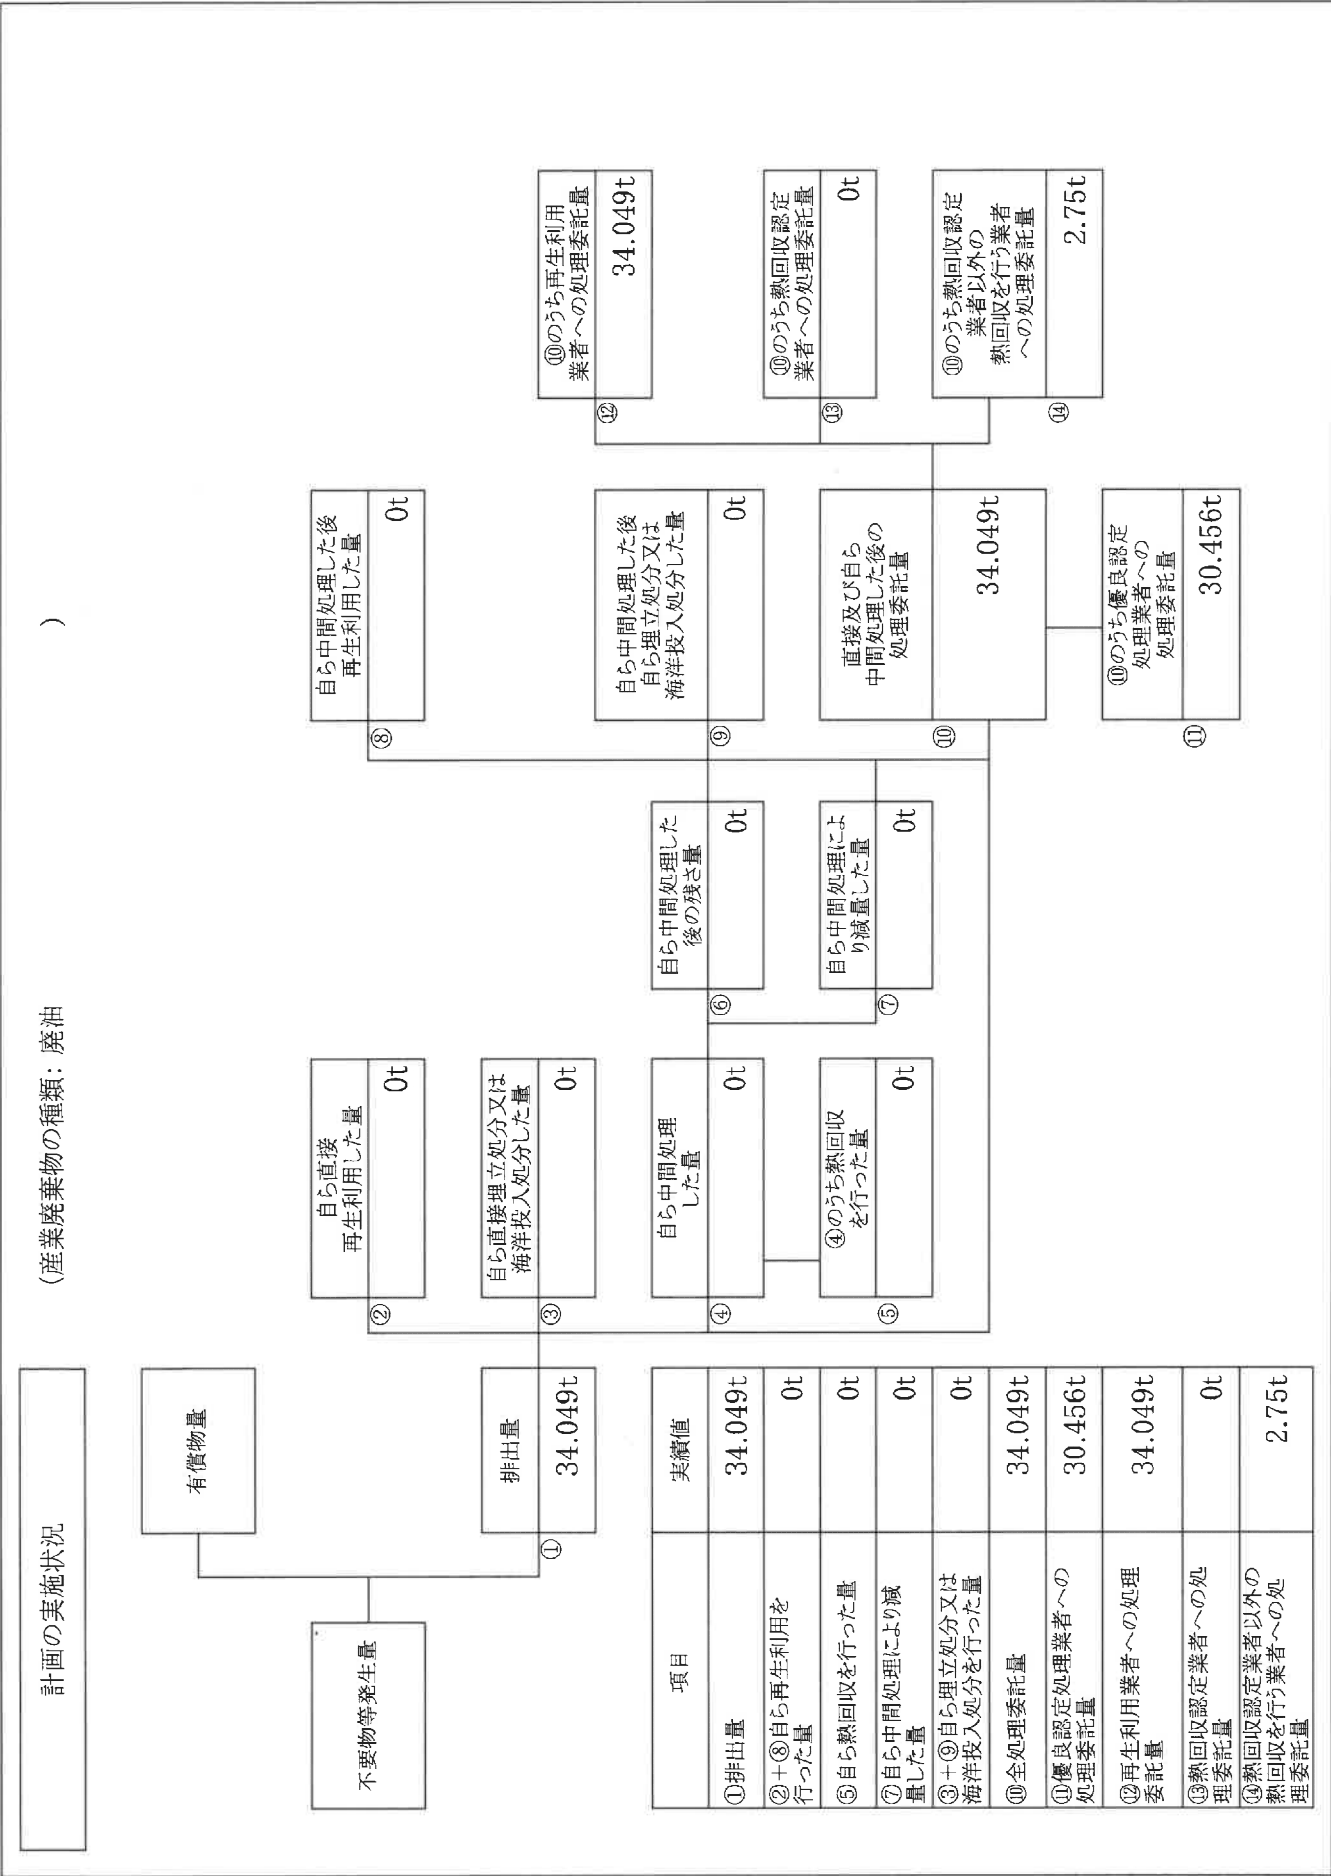 計画の実施状況
(産業廃棄物の種類：廃油
)
不要物等発生量
有償物量
①
排出量
34.049t
②
自ら直接
再生利用した量
0t
③
自ら直接埋立処分又は
海洋投入処分した量
0t
④
自ら中間処理
した量
0t
⑤
④のうち熱回収
を行った量
0t
⑥
自ら中間処理した
後の残さ量
0t
⑦
自ら中間処理によ
り減量した量
0t
⑧
自ら中間処理した後
再生利用した量
0t
⑨
自ら中間処理した後
自ら埋立処分又は
海洋投入処分した量
0t
⑩
直接及び自ら
中間処理した後の
処理委託量
34.049t
⑪
⑩のうち優良認定
処理業者への
処理委託量
30.456t
⑫
⑩のうち再生利用
業者への処理委託量
34.049t
⑬
⑩のうち熱回収認定
業者への処理委託量
0t
⑭
⑩のうち熱回収認定
業者以外の
熱回収を行う業者
への処理委託量
2.75t
項目
実績値
①排出量
34.049t
②＋⑧自ら再生利用を
行った量
0t
⑤自ら熱回収を行った量
0t
⑦自ら中間処理により減
量した量
0t
③＋⑨自ら埋立処分又は
海洋投入処分を行った量
0t
⑩全処理委託量
34.049t
⑪優良認定処理業者への
処理委託量
30.456t
⑫再生利用業者への処理
委託量
34.049t
⑬熱回収認定業者への処
理委託量
0t
⑭熱回収認定業者以外の
熱回収を行う業者への処
理委託量
2.75t